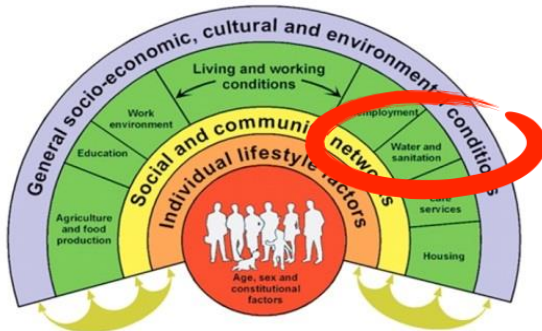 General socio-economic, cultural and environmental conditions
Living and working
conditions
Work
environment
Education
Agriculture
and food
production
employment
Water and
sanitation
care
services
Housing
Social and community networks
Individual lifestyle factors
Age, sex and
constitutional
factors